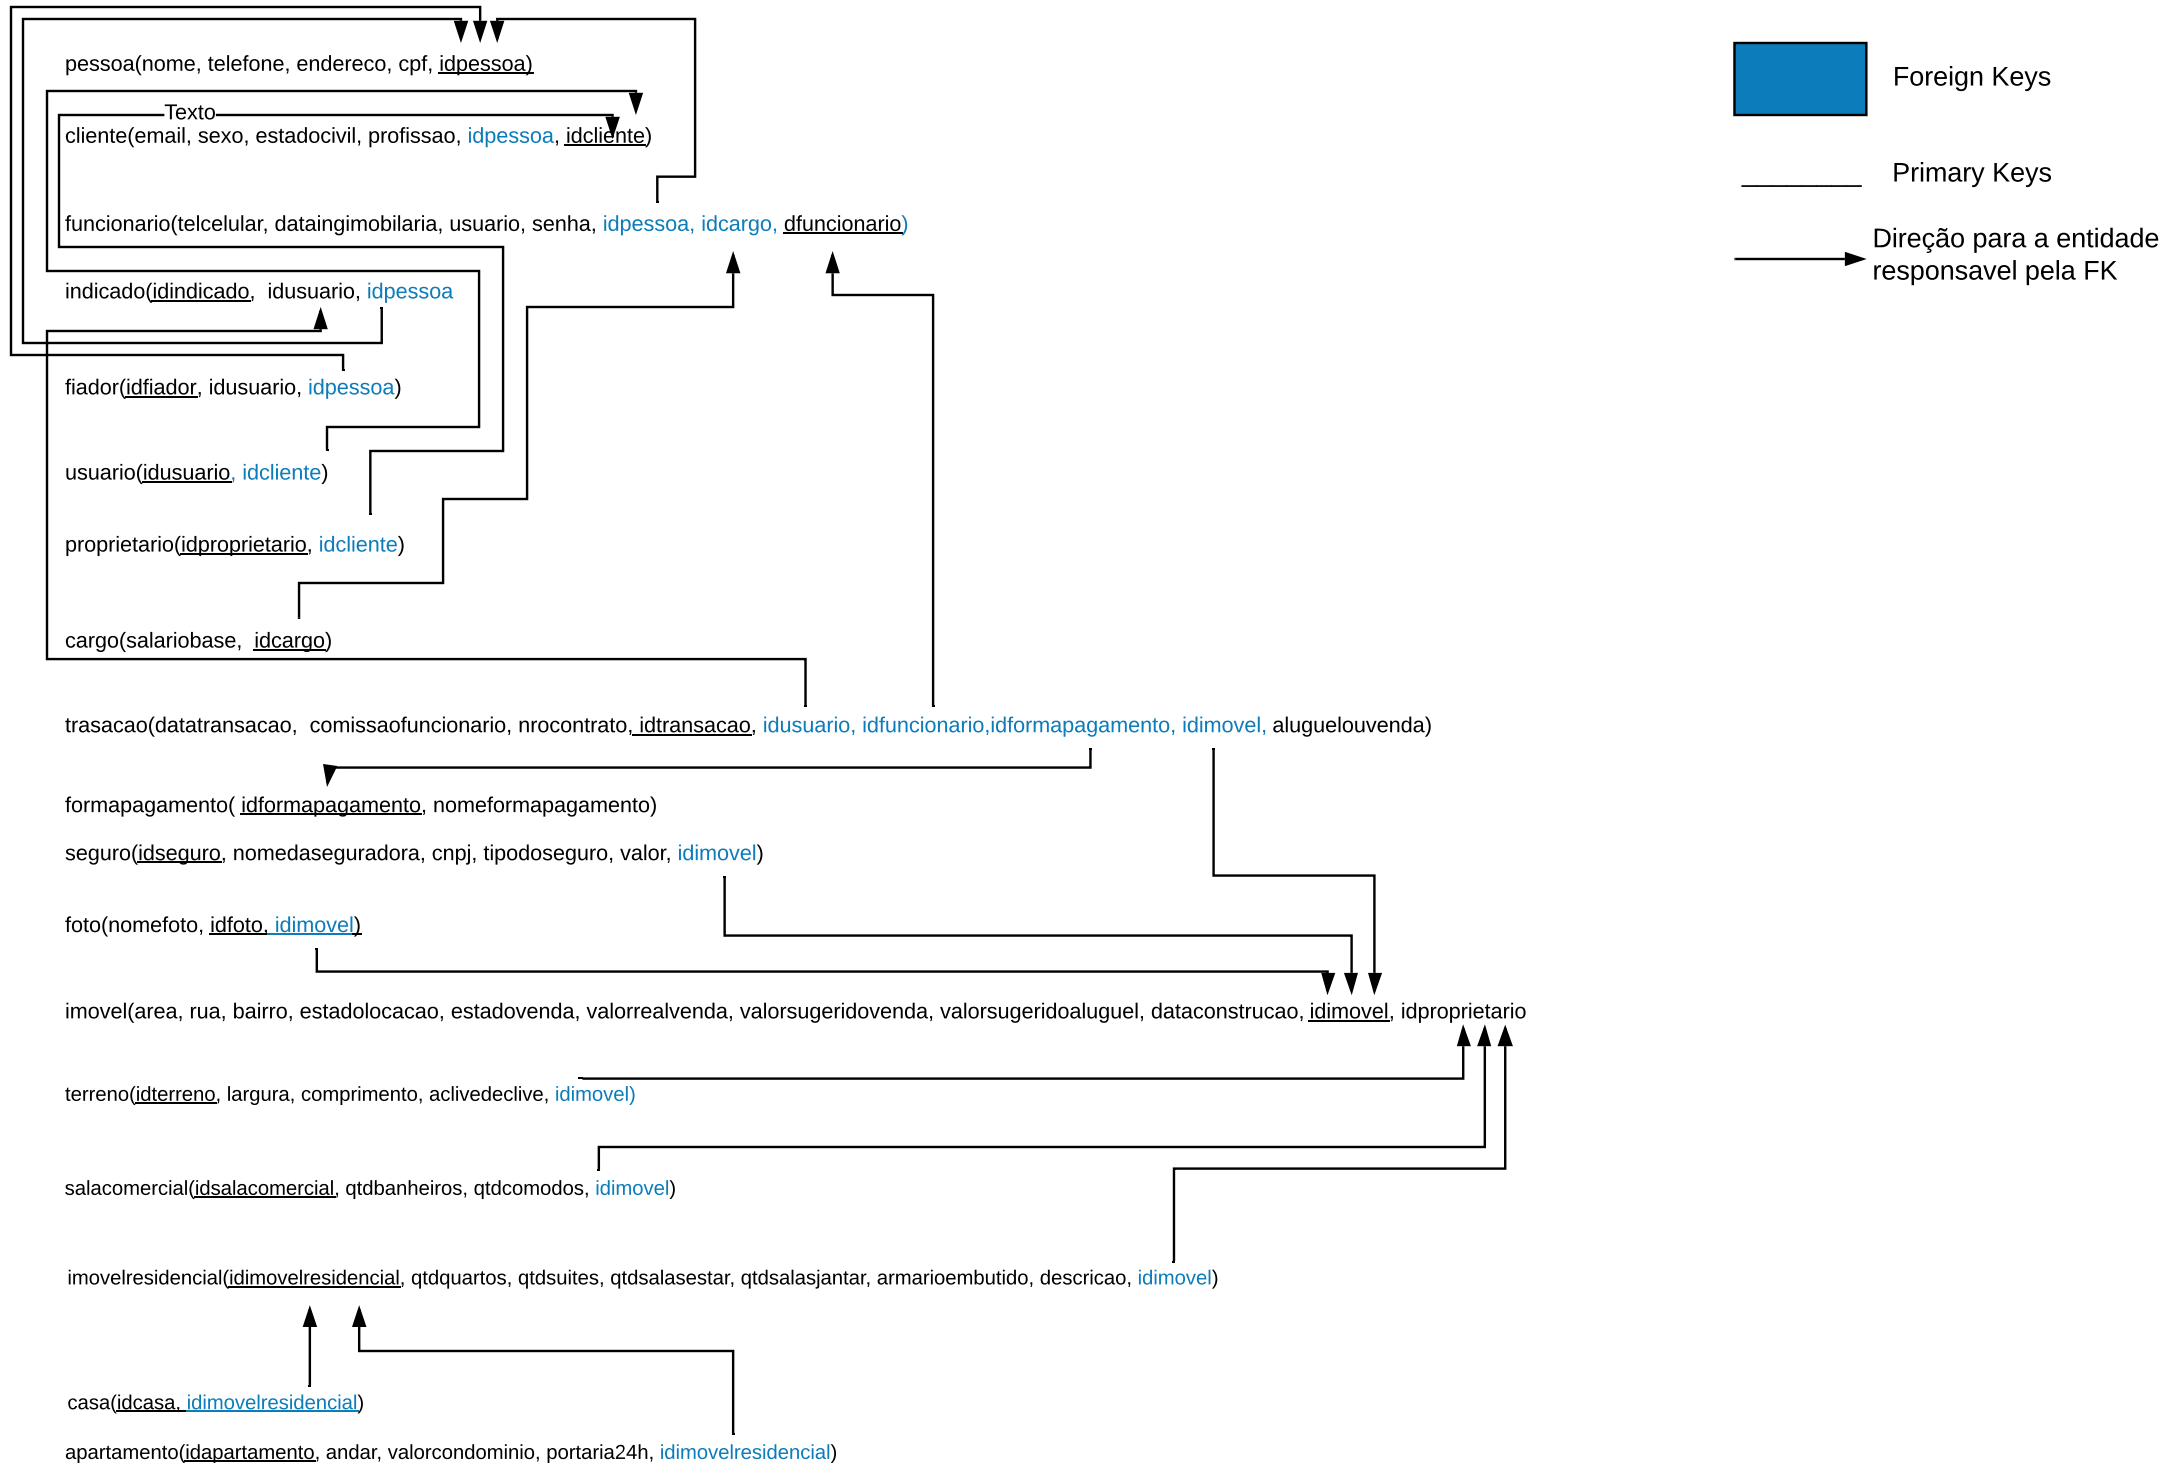 pessoa(nome, telefone, endereco, cpf, idpessoa)
Texto
cliente(email, sexo, estadocivil, profissao, idpessoa, idcliente)
funcionario(telcelular, dataingimobilaria, usuario, senha, idpessoa, idcargo, dfuncionario)
indicado(idindicado,  idusuario, idpessoa
fiador(idfiador, idusuario, idpessoa)
usuario(idusuario, idcliente)
proprietario(idproprietario, idcliente)
cargo(salariobase,  idcargo)
trasacao(datatransacao,  comissaofuncionario, nrocontrato, idtransacao, idusuario, idfuncionario,idformapagamento, idimovel, aluguelouvenda)
formapagamento( idformapagamento, nomeformapagamento)
seguro(idseguro, nomedaseguradora, cnpj, tipodoseguro, valor, idimovel)
foto(nomefoto, idfoto, idimovel)
imovel(area, rua, bairro, estadolocacao, estadovenda, valorrealvenda, valorsugeridovenda, valorsugeridoaluguel, dataconstrucao, idimovel, idproprietario
terreno(idterreno, largura, comprimento, aclivedeclive, idimovel)
salacomercial(idsalacomercial, qtdbanheiros, qtdcomodos, idimovel)
imovelresidencial(idimovelresidencial, qtdquartos, qtdsuites, qtdsalasestar, qtdsalasjantar, armarioembutido, descricao, idimovel)
casa(idcasa, idimovelresidencial)
apartamento(idapartamento, andar, valorcondominio, portaria24h, idimovelresidencial)
Foreign Keys
Primary Keys
Direção para a entidade
responsavel pela FK